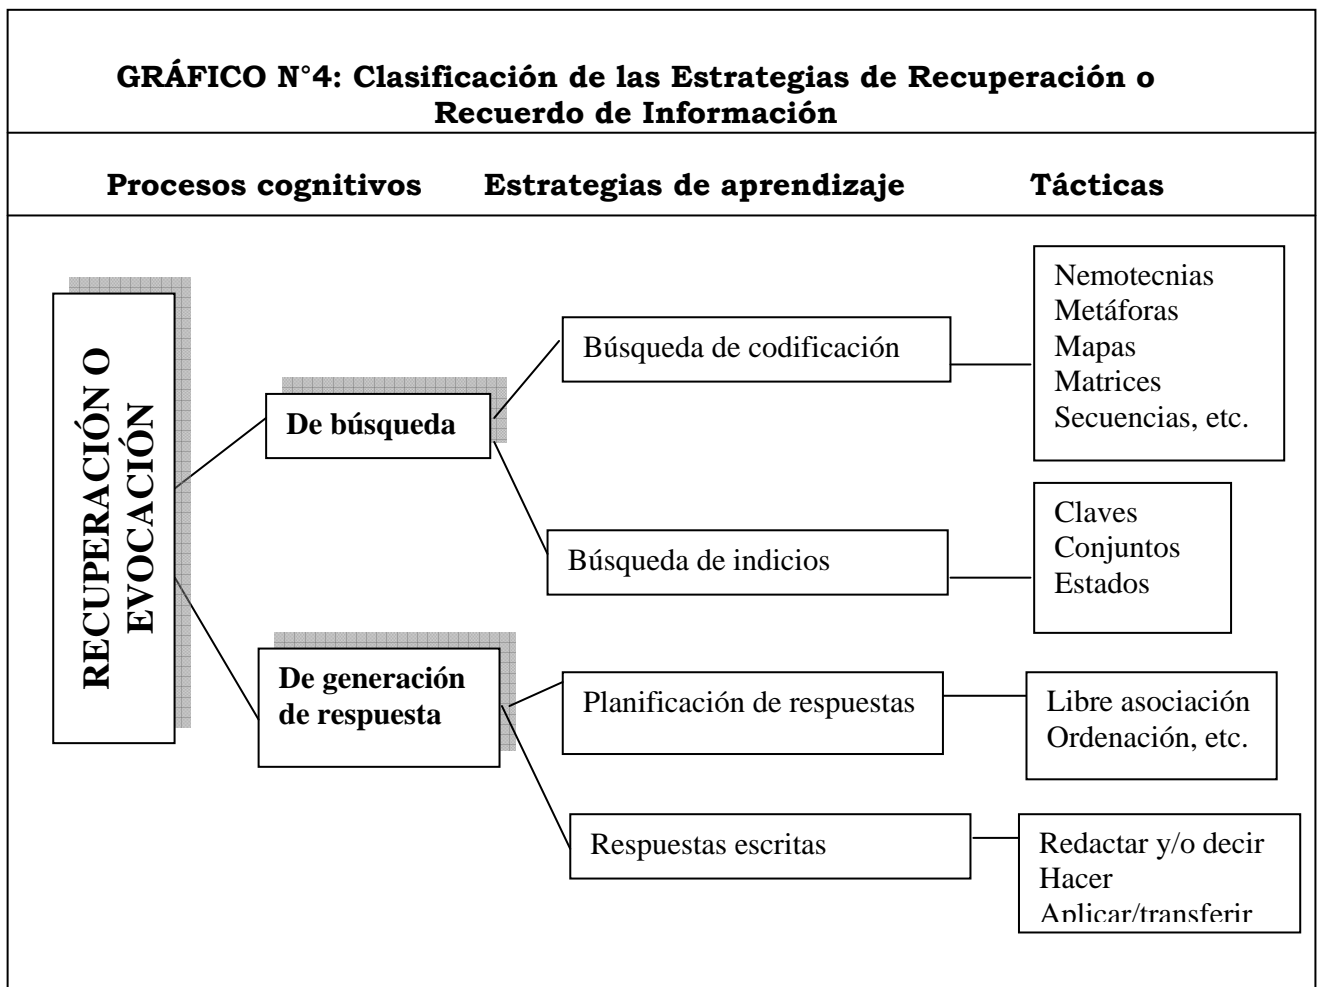 GRÁFICO N°4: Clasificación de las Estrategias de Recuperación o
Recuerdo de Información
Procesos cognitivos Estrategias de aprendizaje Tácticas
RECUPERACIÓN O
EVOCACIÓN
De búsqueda
Búsqueda de codificación
Nemotecnias
Metáforas
Mapas
Matrices
Secuencias, etc.
Búsqueda de indicios
Claves
Conjuntos
Estados
De generación
de respuesta
Planificación de respuestas
Libre asociación
Ordenación, etc.
Respuestas escritas
Redactar y/o decir
Hacer
Aplicar/transferir